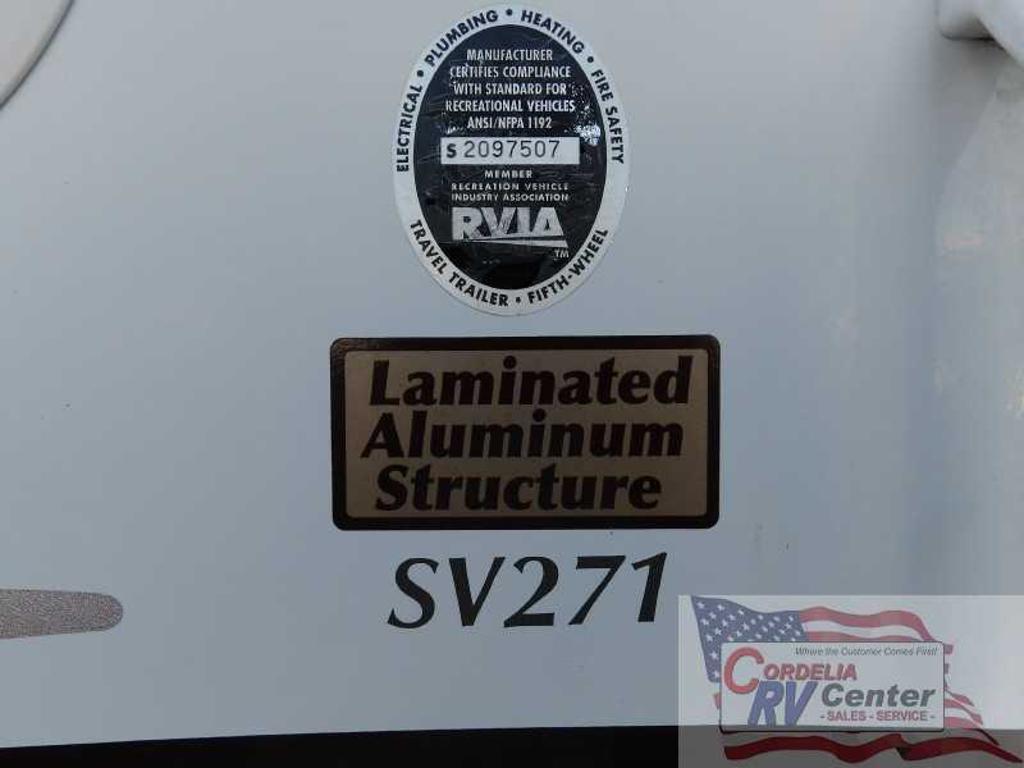 ELECTRICAL • PLUMBING • HEATING • FIRE SAFETY
MANUFACTURER
CERTIFIES COMPLIANCE
WITH STANDARD FOR
RECREATIONAL VEHICLES
ANSI/NFPA 1192
S 2097507
MEMBER
RECREATION VEHICLE
INDUSTRY ASSOCIATION
RVIA
TM
TRAVEL TRAILER • FIFTH-WHEEL
Laminated
Aluminum
Structure
SV271
Where the Customer Comes First!
CORDELIA
RV Center
- SALES - SERVICE -